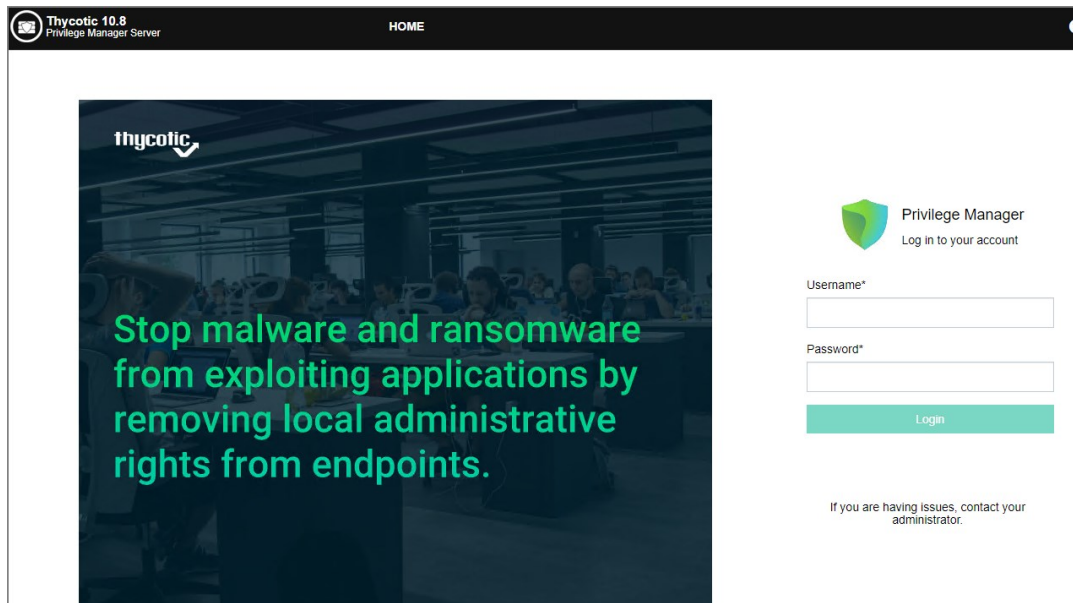 Thycotic 10.8
Privilege Manager Server
HOME
thycotic
Stop malware and ransomware
from exploiting applications by
removing local administrative
rights from endpoints.
Privilege Manager
Log in to your account
Username*
Password*
Login
If you are having issues, contact your
administrator.